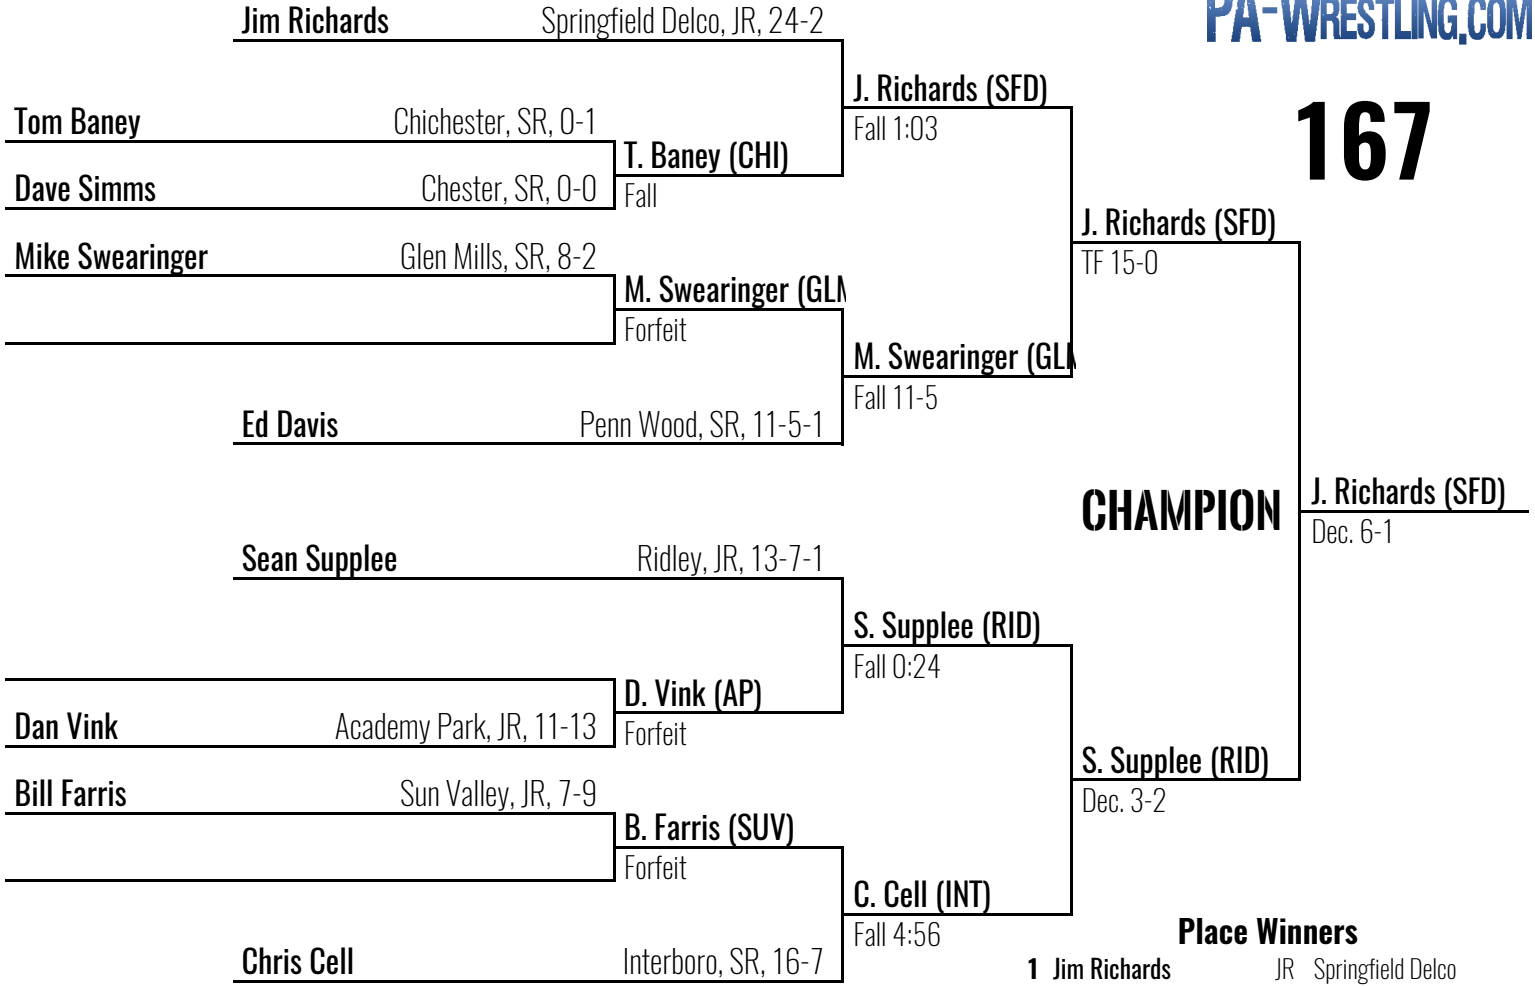 Jim Richards Springfield Delco, JR, 24-2
PA-WRESTLING.COM
J. Richards (SFD)
Fall 1:03
167
Tom Baney Chichester, SR, 0-1
T. Baney (CHI)
Fall
Dave Simms Chester, SR, 0-0
J. Richards (SFD)
TF 15-0
Mike Swearinger Glen Mills, SR, 8-2
M. Swearinger (GLM
Forfeit
M. Swearinger (GLM
Fall 11-5
Ed Davis Penn Wood, SR, 11-5-1
CHAMPION
J. Richards (SFD)
Dec. 6-1
Sean Supplee Ridley, JR, 13-7-1
S. Supplee (RID)
Fall 0:24
D. Vink (AP)
Forfeit
Dan Vink Academy Park, JR, 11-13
S. Supplee (RID)
Dec. 3-2
Bill Farris Sun Valley, JR, 7-9
B. Farris (SUV)
Forfeit
C. Cell (INT)
Fall 4:56
Chris Cell Interboro, SR, 16-7
Place Winners
1 Jim Richards JR Springfield Delco